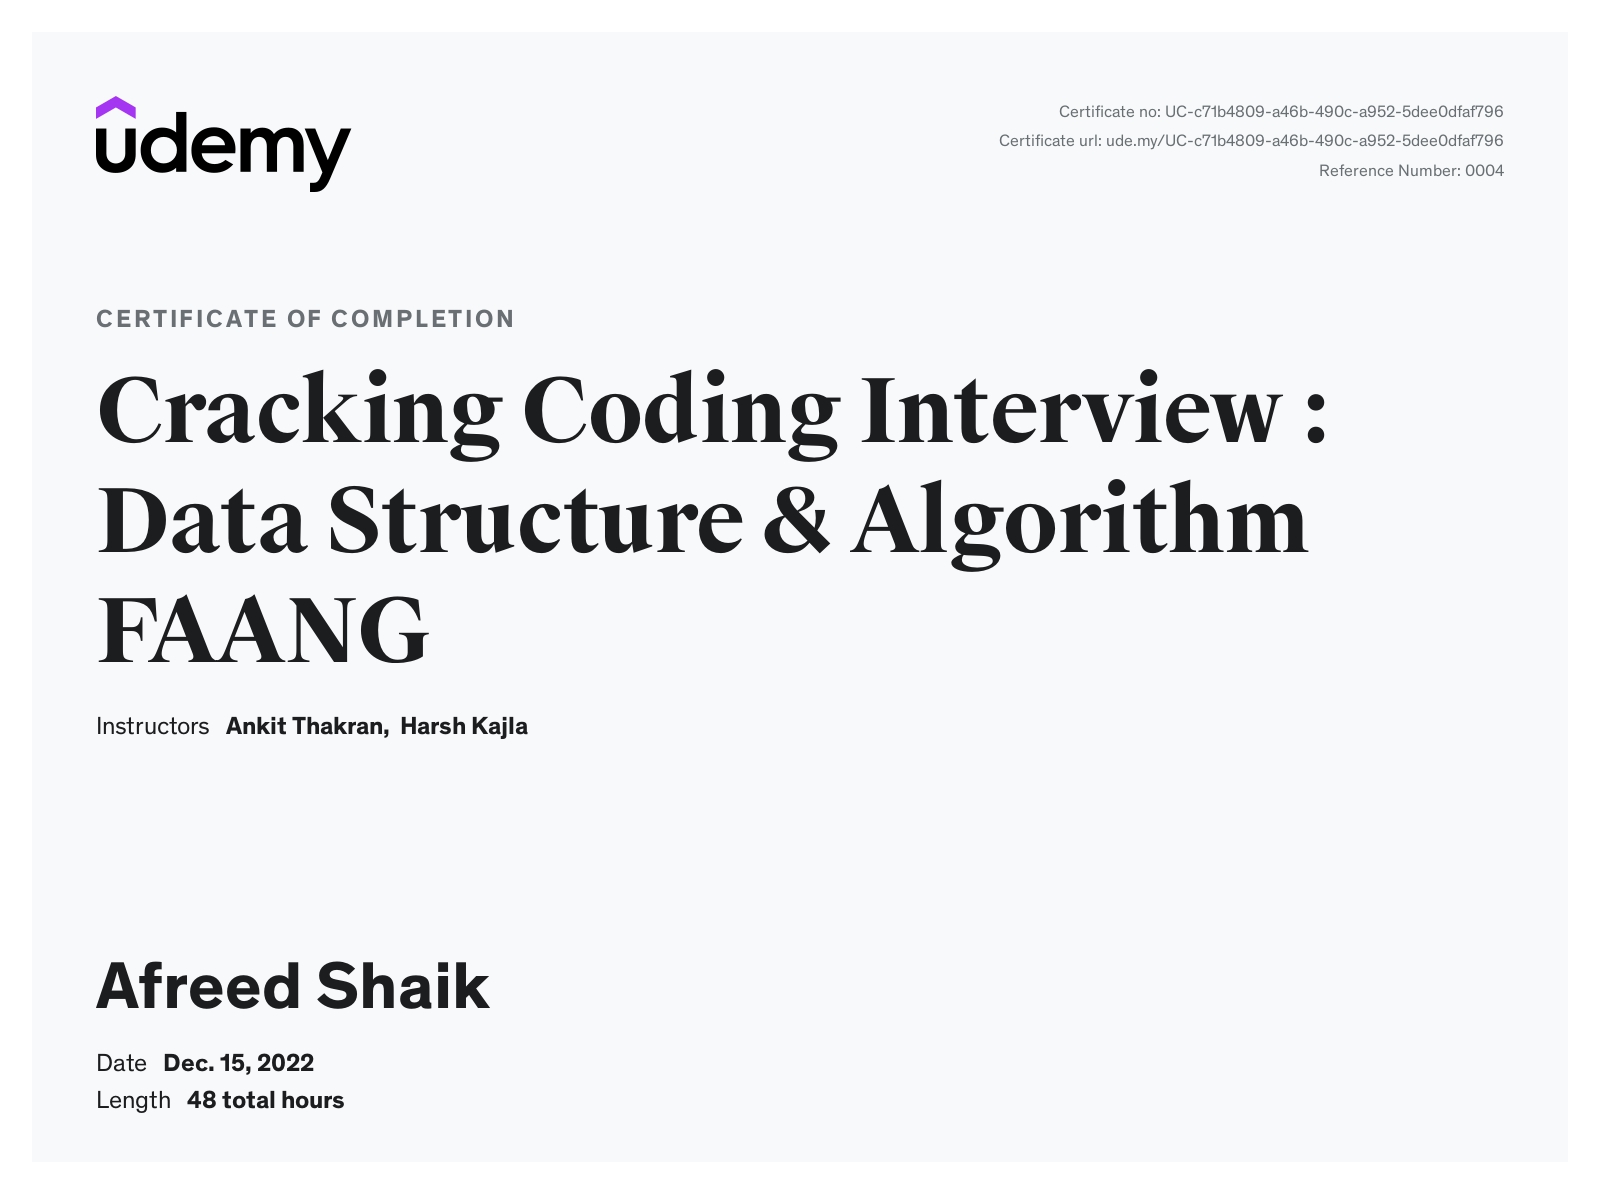 udemy
Certificate no: UC-c71b4809-a46b-490c-a952-5dee0dfaf796
Certificate url: ude.my/UC-c71b4809-a46b-490c-a952-5dee0dfaf796
Reference Number: 0004
CERTIFICATE OF COMPLETION
Cracking Coding Interview :
Data Structure & Algorithm
FAANG
Instructors Ankit Thakran, Harsh Kajla
Afreed Shaik
Date Dec. 15, 2022
Length 48 total hours